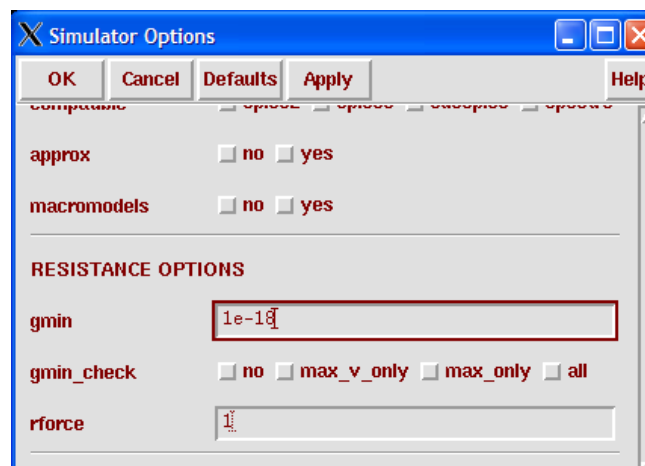 Simulator Options
OK Cancel Defaults Apply Help
approx no yes
macromodels no yes
RESISTANCE OPTIONS
gmin 1e-18
gmin_check no max_v_only max_only all
rforce 1